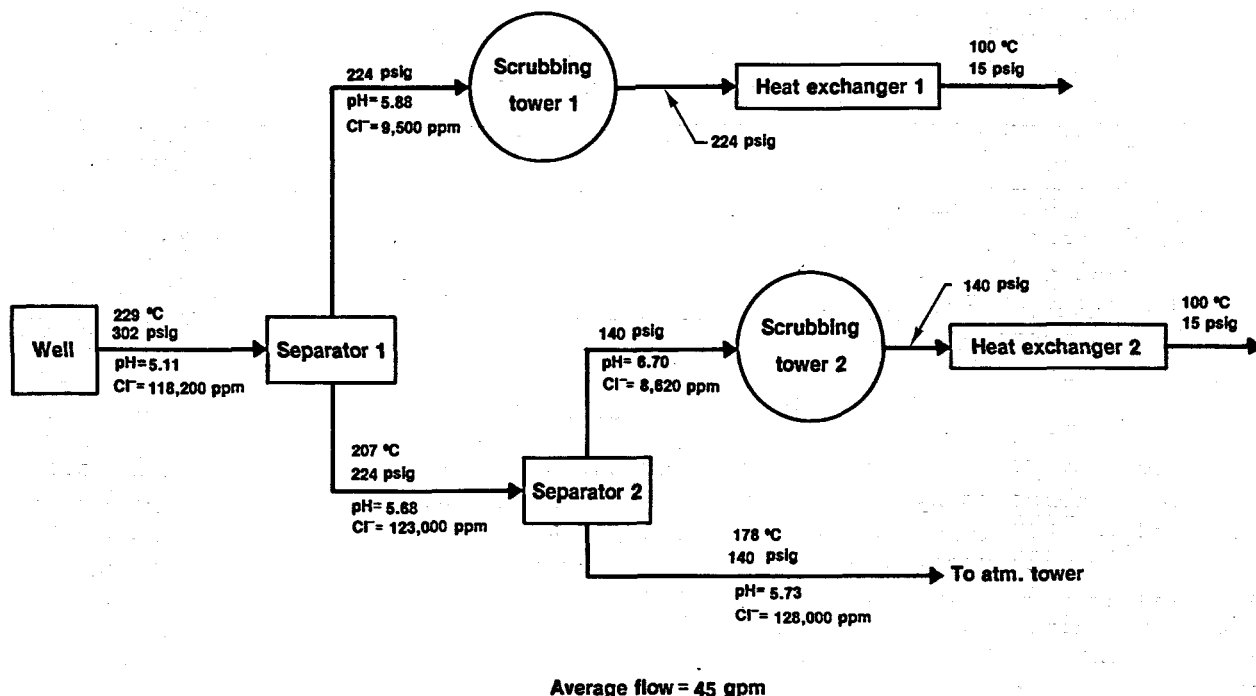 224 psig
pH= 5.88
Cl⁻= 9,500 ppm
Scrubbing
tower 1
224 psig
Heat exchanger 1
100 °C
15 psig
Well
229 °C
302 psig
pH= 5.11
Cl⁻= 118,200 ppm
Separator 1
207 °C
224 psig
pH= 5.68
Cl⁻= 123,000 ppm
Separator 2
140 psig
pH= 6.70
Cl⁻= 8,620 ppm
Scrubbing
tower 2
140 psig
Heat exchanger 2
100 °C
15 psig
178 °C
140 psig
pH= 5.73
Cl⁻= 128,000 ppm
To atm. tower
Average flow = 45 gpm